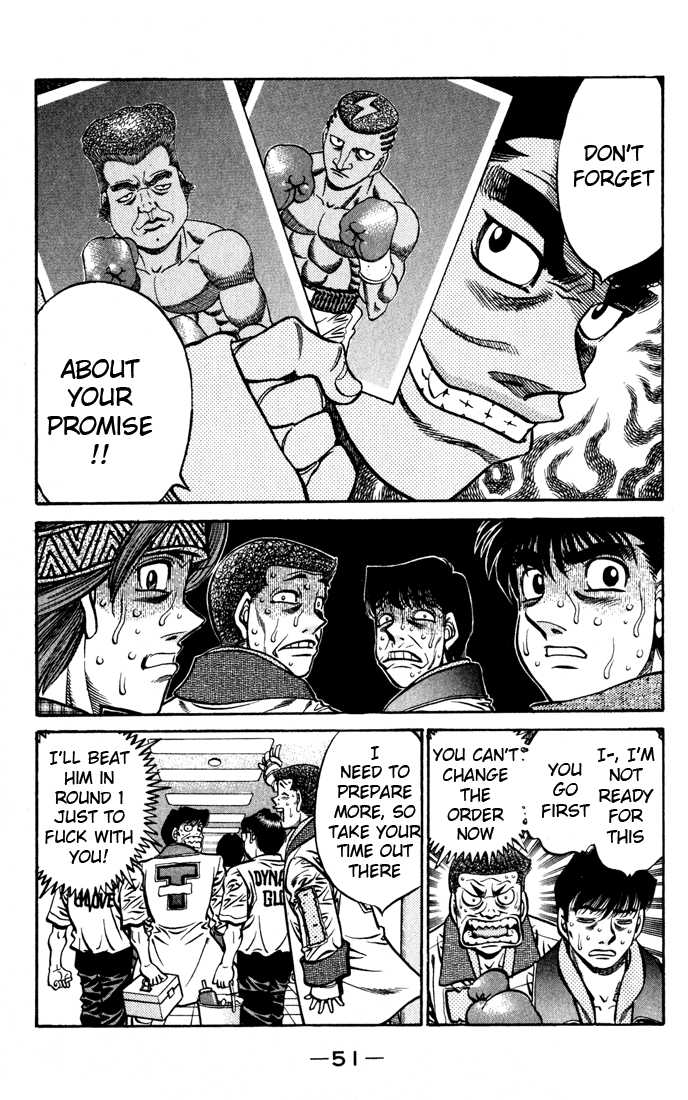 DON'T
FORGET
ABOUT
YOUR
PROMISE
!!
I-, I'M
NOT
READY
FOR
THIS
YOU
GO
FIRST
YOU CAN'T
CHANGE
THE
ORDER
NOW
I
NEED TO
PREPARE
MORE, SO
TAKE YOUR
TIME OUT
THERE
I'LL BEAT
HIM IN
ROUND 1
JUST TO
FUCK WITH
YOU!
T
DYNA
GLO
—51—